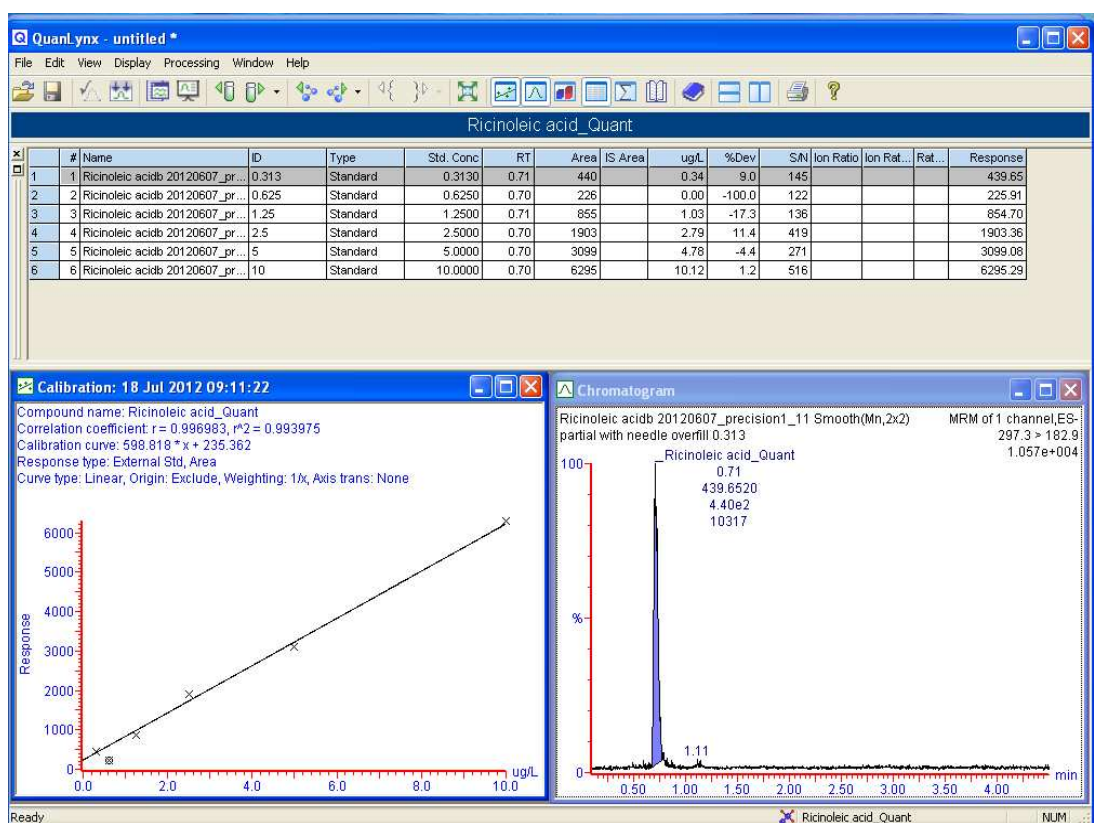 QuanLynx - untitled *
File Edit View Display Processing Window Help
Ricinoleic acid_Quant
# Name ID Type Std. Conc RT Area IS Area ug/L %Dev S/N Ion Ratio Ion Rat... Rat... Response
1 1 Ricinoleic acidb 20120607_pr... 0.313 Standard 0.3130 0.71 440 0.34 9.0 145 439.65
2 2 Ricinoleic acidb 20120607_pr... 0.625 Standard 0.6250 0.70 226 0.00 -100.0 122 225.91
3 3 Ricinoleic acidb 20120607_pr... 1.25 Standard 1.2500 0.71 855 1.03 -17.3 136 854.70
4 4 Ricinoleic acidb 20120607_pr... 2.5 Standard 2.5000 0.70 1903 2.79 11.4 419 1903.36
5 5 Ricinoleic acidb 20120607_pr... 5 Standard 5.0000 0.70 3099 4.78 -4.4 271 3099.08
6 6 Ricinoleic acidb 20120607_pr... 10 Standard 10.0000 0.70 6295 10.12 1.2 516 6295.29
Calibration: 18 Jul 2012 09:11:22
Compound name: Ricinoleic acid_Quant
Correlation coefficient: r = 0.996983, r^2 = 0.993975
Calibration curve: 598.818 * x + 235.362
Response type: External Std, Area
Curve type: Linear, Origin: Exclude, Weighting: 1/x, Axis trans: None
6000
5000
4000
3000
2000
1000
0
Response
0.0 2.0 4.0 6.0 8.0 10.0 ug/L
Chromatogram
Ricinoleic acidb 20120607_precision1_11 Smooth(Mn,2x2) MRM of 1 channel,ES-
partial with needle overfill 0.313 297.3 > 182.9
1.057e+004
Ricinoleic acid_Quant
0.71
439.6520
4.40e2
10317
100
%
0
1.11
0.50 1.00 1.50 2.00 2.50 3.00 3.50 4.00 min
Ready Ricinoleic acid_Quant NUM